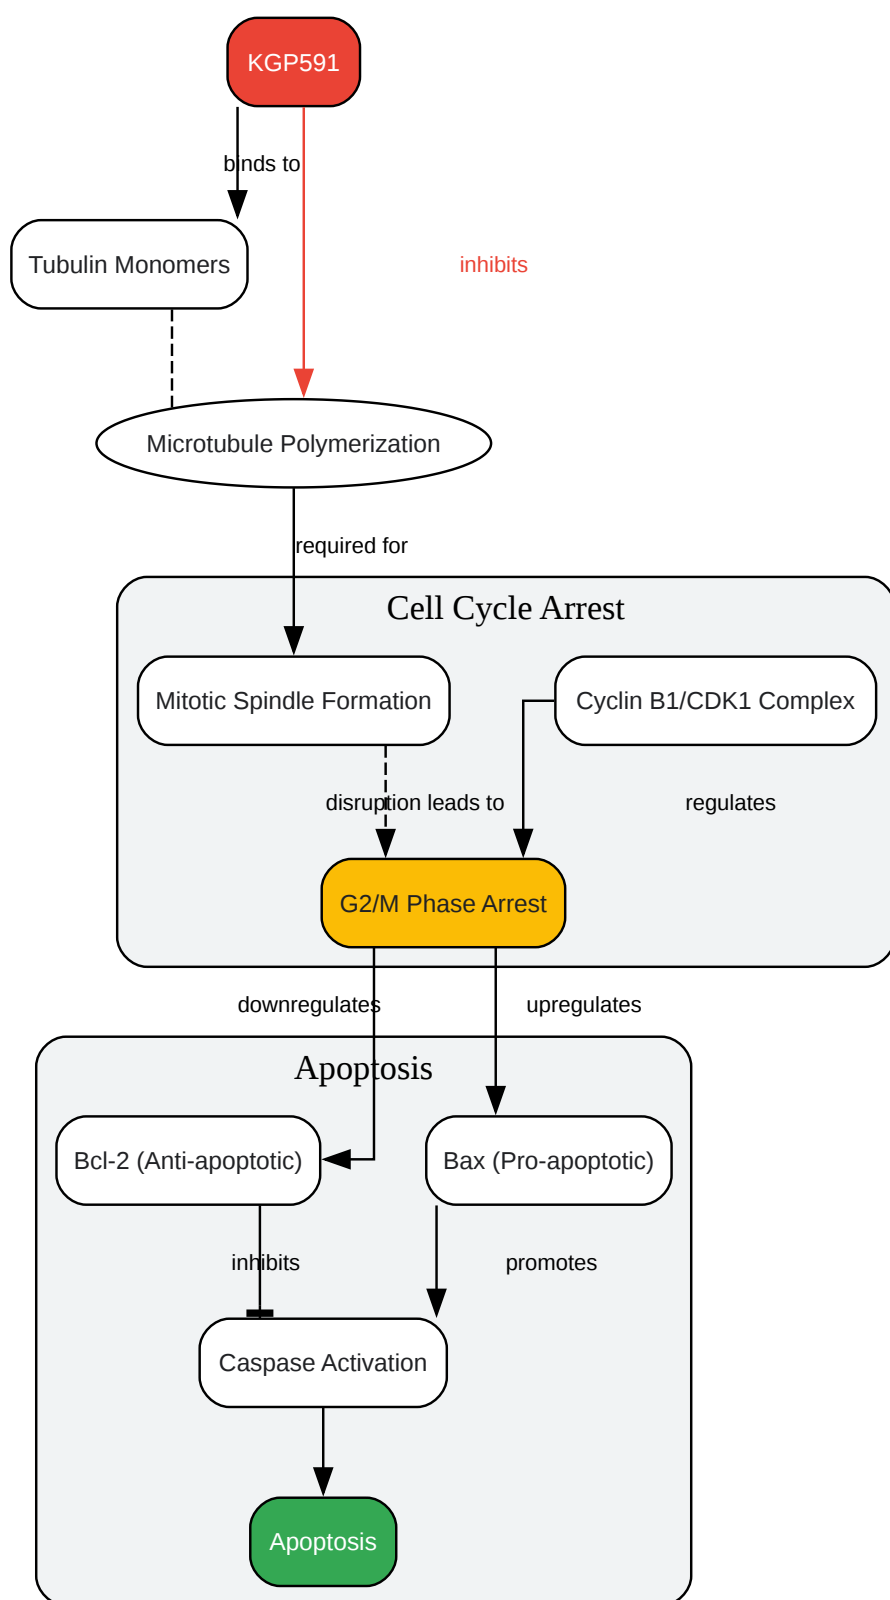 KGP591
binds to
Tubulin Monomers
inhibits
Microtubule Polymerization
required for
Cell Cycle Arrest
Mitotic Spindle Formation
Cyclin B1/CDK1 Complex
disruption leads to
regulates
G2/M Phase Arrest
downregulates
upregulates
Apoptosis
Bcl-2 (Anti-apoptotic)
Bax (Pro-apoptotic)
inhibits
promotes
Caspase Activation
Apoptosis